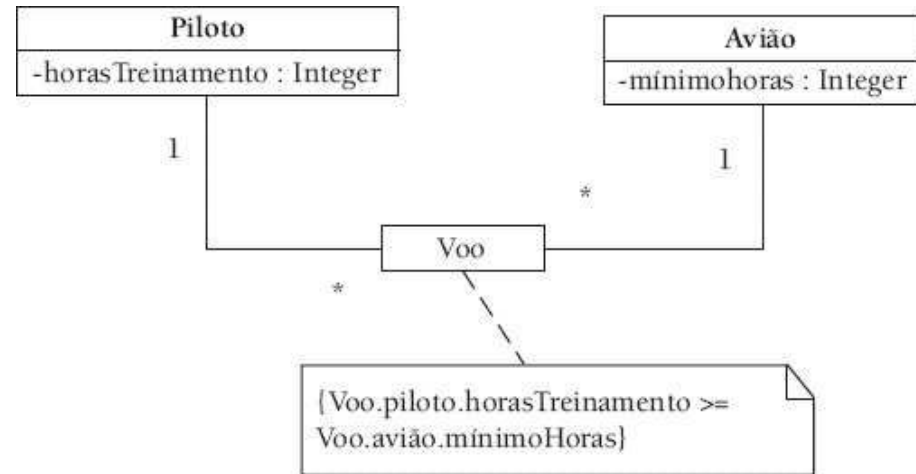 Piloto
-horasTreinamento : Integer
Avião
-mínimohoras : Integer
1
1
*
Voo
*
{Voo.piloto.horasTreinamento >=
Voo.avião.mínimoHoras}